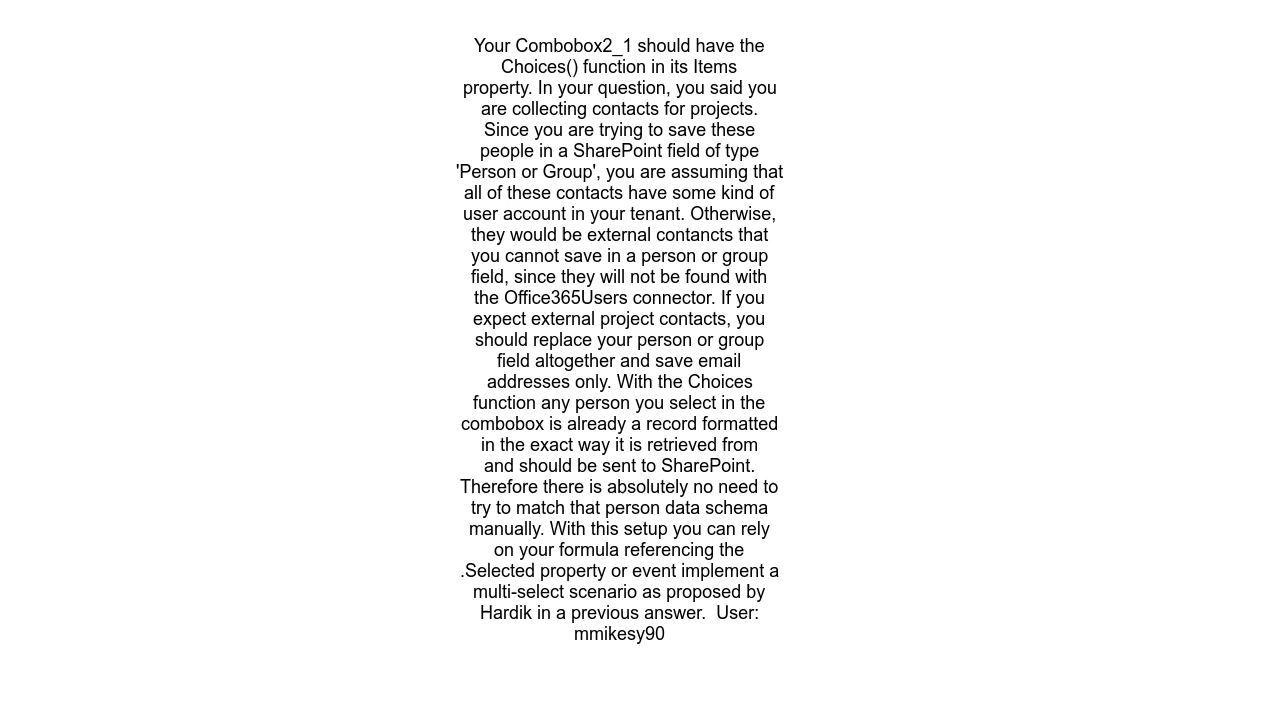 Your Combobox2_1 should have the
Choices() function in its Items
property. In your question, you said you
are collecting contacts for projects.
Since you are trying to save these
people in a SharePoint field of type
'Person or Group', you are assuming that
all of these contacts have some kind of
user account in your tenant. Otherwise,
they would be external contancts that
you cannot save in a person or group
field, since they will not be found with
the Office365Users connector. If you
expect external project contacts, you
should replace your person or group
field altogether and save email
addresses only. With the Choices
function any person you select in the
combobox is already a record formatted
in the exact way it is retrieved from
and should be sent to SharePoint.
Therefore there is absolutely no need to
try to match that person data schema
manually. With this setup you can rely
on your formula referencing the
.Selected property or event implement a
multi-select scenario as proposed by
Hardik in a previous answer.  User:
mmikesy90